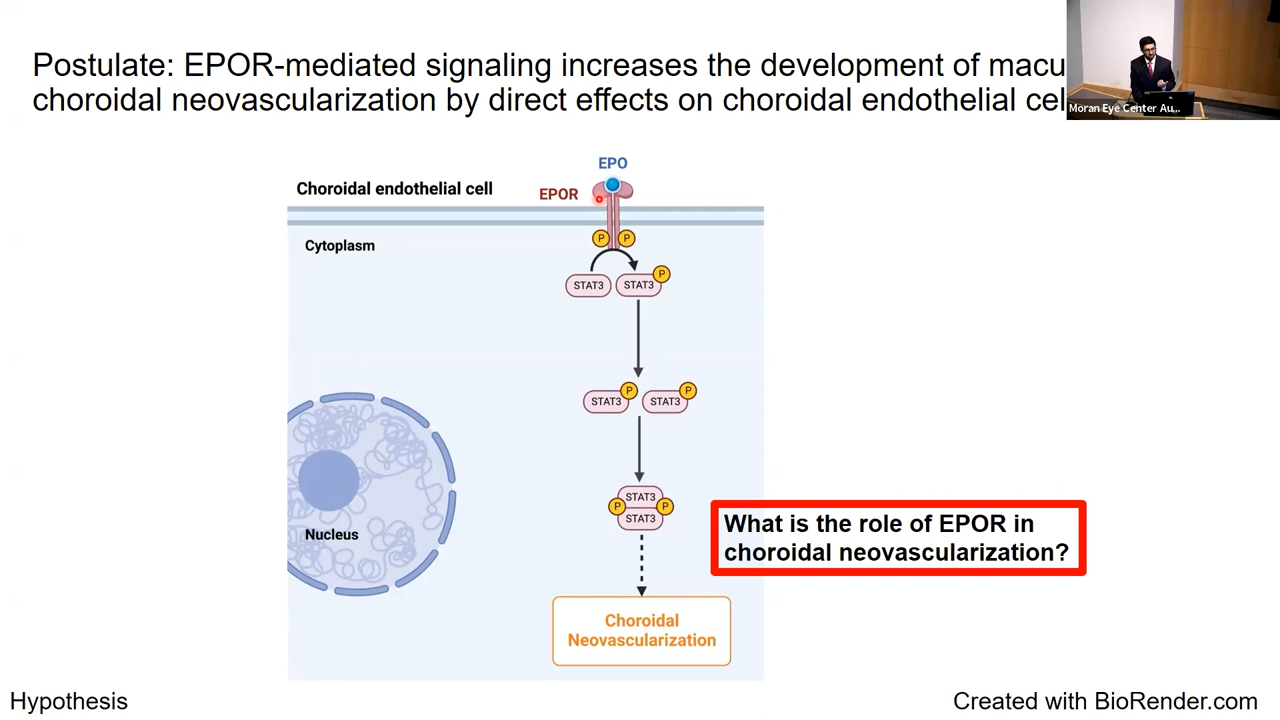 Postulate: EPOR-mediated signaling increases the development of macu
choroidal neovascularization by direct effects on choroidal endothelial cel
Moran Eye Center Au...
EPO
Choroidal endothelial cell
EPOR
Cytoplasm
P P
P
STAT3 STAT3
P P
STAT3 STAT3
STAT3
P P
STAT3
What is the role of EPOR in
choroidal neovascularization?
Nucleus
Choroidal
Neovascularization
Hypothesis
Created with BioRender.com